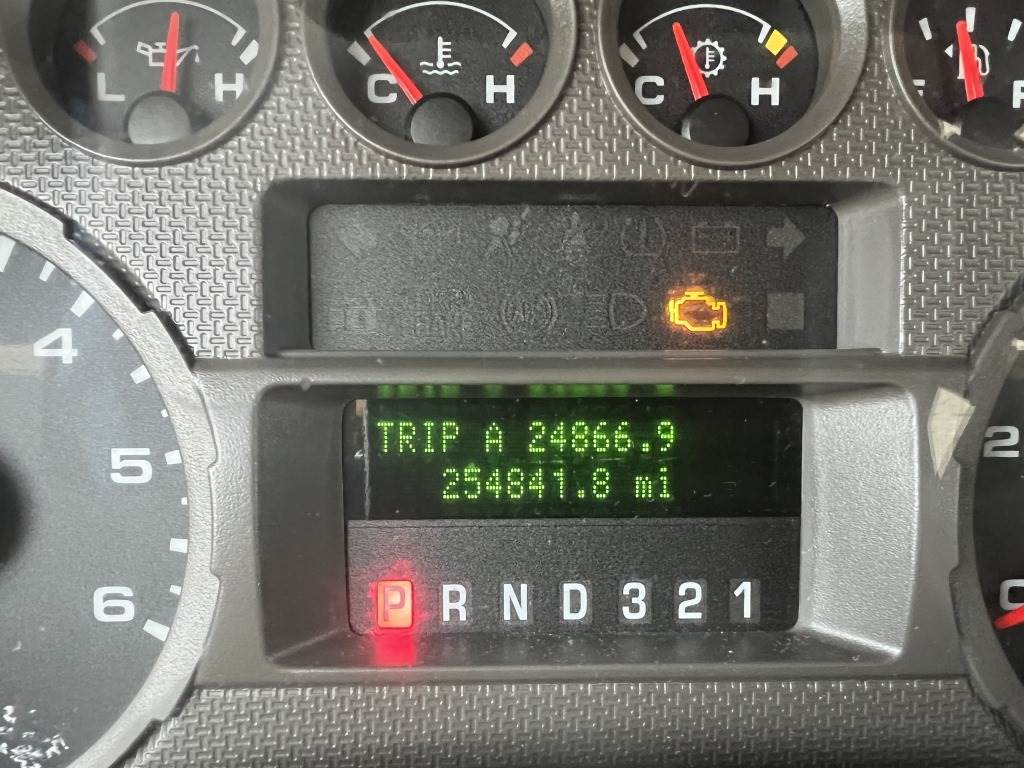 L H
C H
C H
F
4
5
6
2
TRIP A 24866.9
254841.8 mi
P R N D 3 2 1